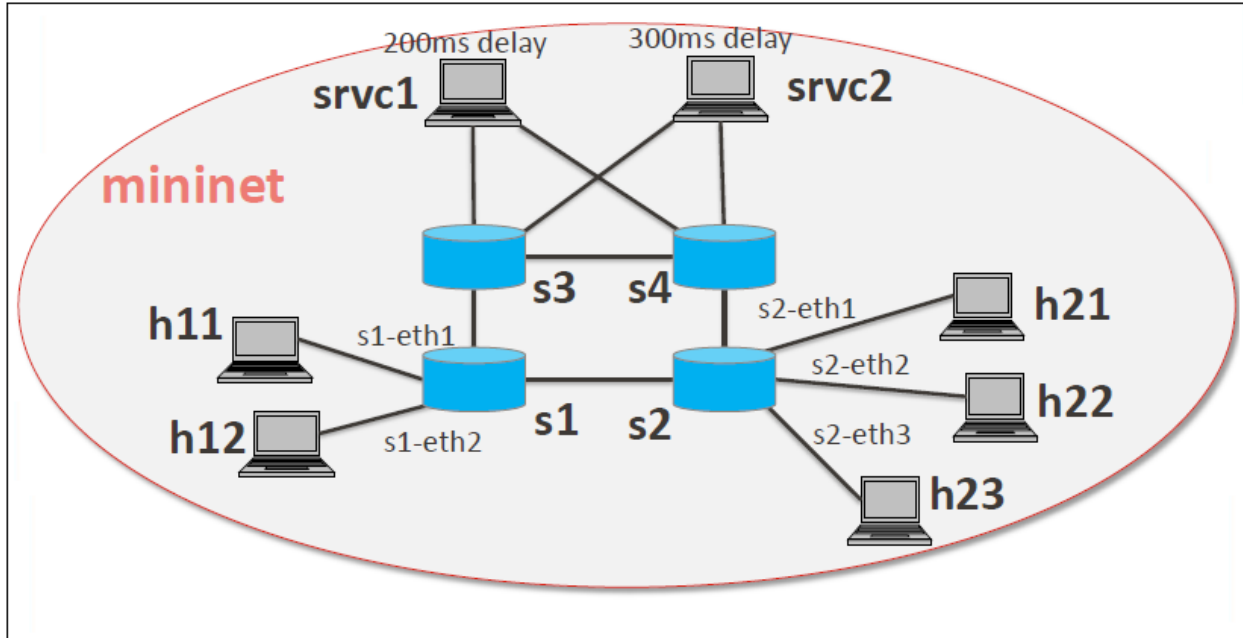 200ms delay
300ms delay
srvc1
srvc2
mininet
s3
s4
h11
s1-eth1
s2-eth1
h21
s2-eth2
h22
h12
s1-eth2
s1
s2
s2-eth3
h23